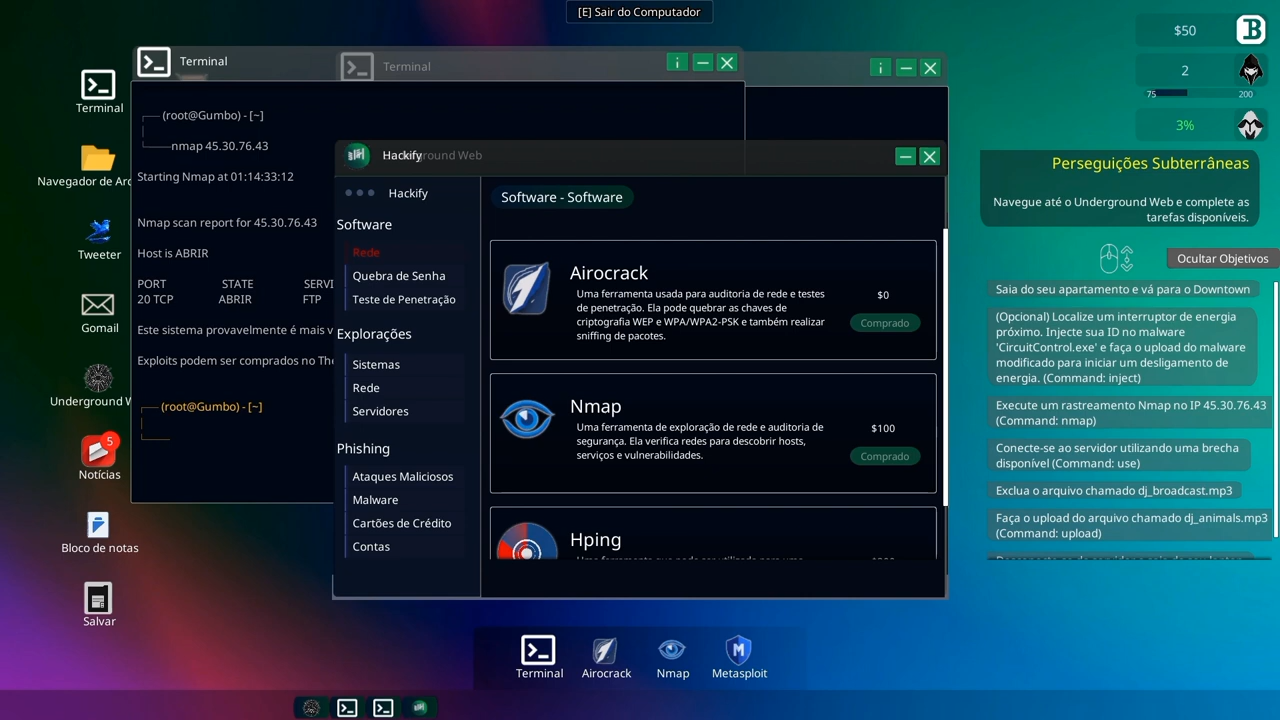 [E] Sair do Computador
$50
2
75
200
3%
Perseguições Subterrâneas
Navegue até o Underground Web e complete as
tarefas disponíveis.
Ocultar Objetivos
Saia do seu apartamento e vá para o Downtown
(Opcional) Localize um interruptor de energia
próximo. Injecte sua ID no malware
'CircuitControl.exe' e faça o upload do malware
modificado para iniciar um desligamento de
energia. (Command: inject)
Execute um rastreamento Nmap no IP 45.30.76.43
(Command: nmap)
Conecte-se ao servidor utilizando uma brecha
disponível (Command: use)
Exclua o arquivo chamado dj_broadcast.mp3
Faça o upload do arquivo chamado dj_animals.mp3
(Command: upload)
Terminal
Navegador de Arc
Tweeter
Gomail
Underground W
5
Notícias
Bloco de notas
Salvar
Terminal
(root@Gumbo) - [~]
nmap 45.30.76.43
Starting Nmap at 01:14:33:12
Nmap scan report for 45.30.76.43
Host is ABRIR
PORT STATE SERVI
20 TCP ABRIR FTP
Este sistema provavelmente é mais v
Exploits podem ser comprados no The
(root@Gumbo) - [~]
Terminal
Hackify
ground Web
Hackify
Software
Rede
Quebra de Senha
Teste de Penetração
Explorações
Sistemas
Rede
Servidores
Phishing
Ataques Maliciosos
Malware
Cartões de Crédito
Contas
Software - Software
Airocrack
Uma ferramenta usada para auditoria de rede e testes
de penetração. Ela pode quebrar as chaves de
criptografia WEP e WPA/WPA2-PSK e também realizar
sniffing de pacotes.
$0
Comprado
Nmap
Uma ferramenta de exploração de rede e auditoria de
segurança. Ela verifica redes para descobrir hosts,
serviços e vulnerabilidades.
$100
Comprado
Hping
Terminal
Airocrack
Nmap
Metasploit